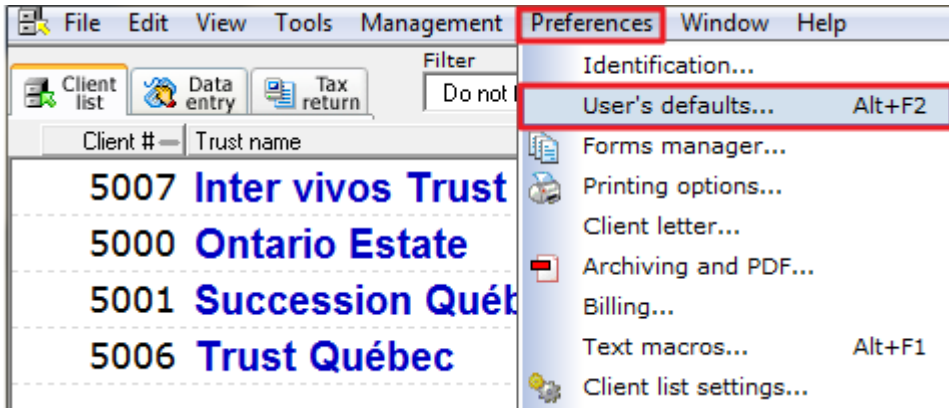 File Edit View Tools Management Preferences Window Help
Client list
Data entry
Tax return
Filter
Do not
Client # Trust name
5007 Inter vivos Trust
5000 Ontario Estate
5001 Succession Québ
5006 Trust Québec
Identification...
User's defaults... Alt+F2
Forms manager...
Printing options...
Client letter...
Archiving and PDF...
Billing...
Text macros... Alt+F1
Client list settings...